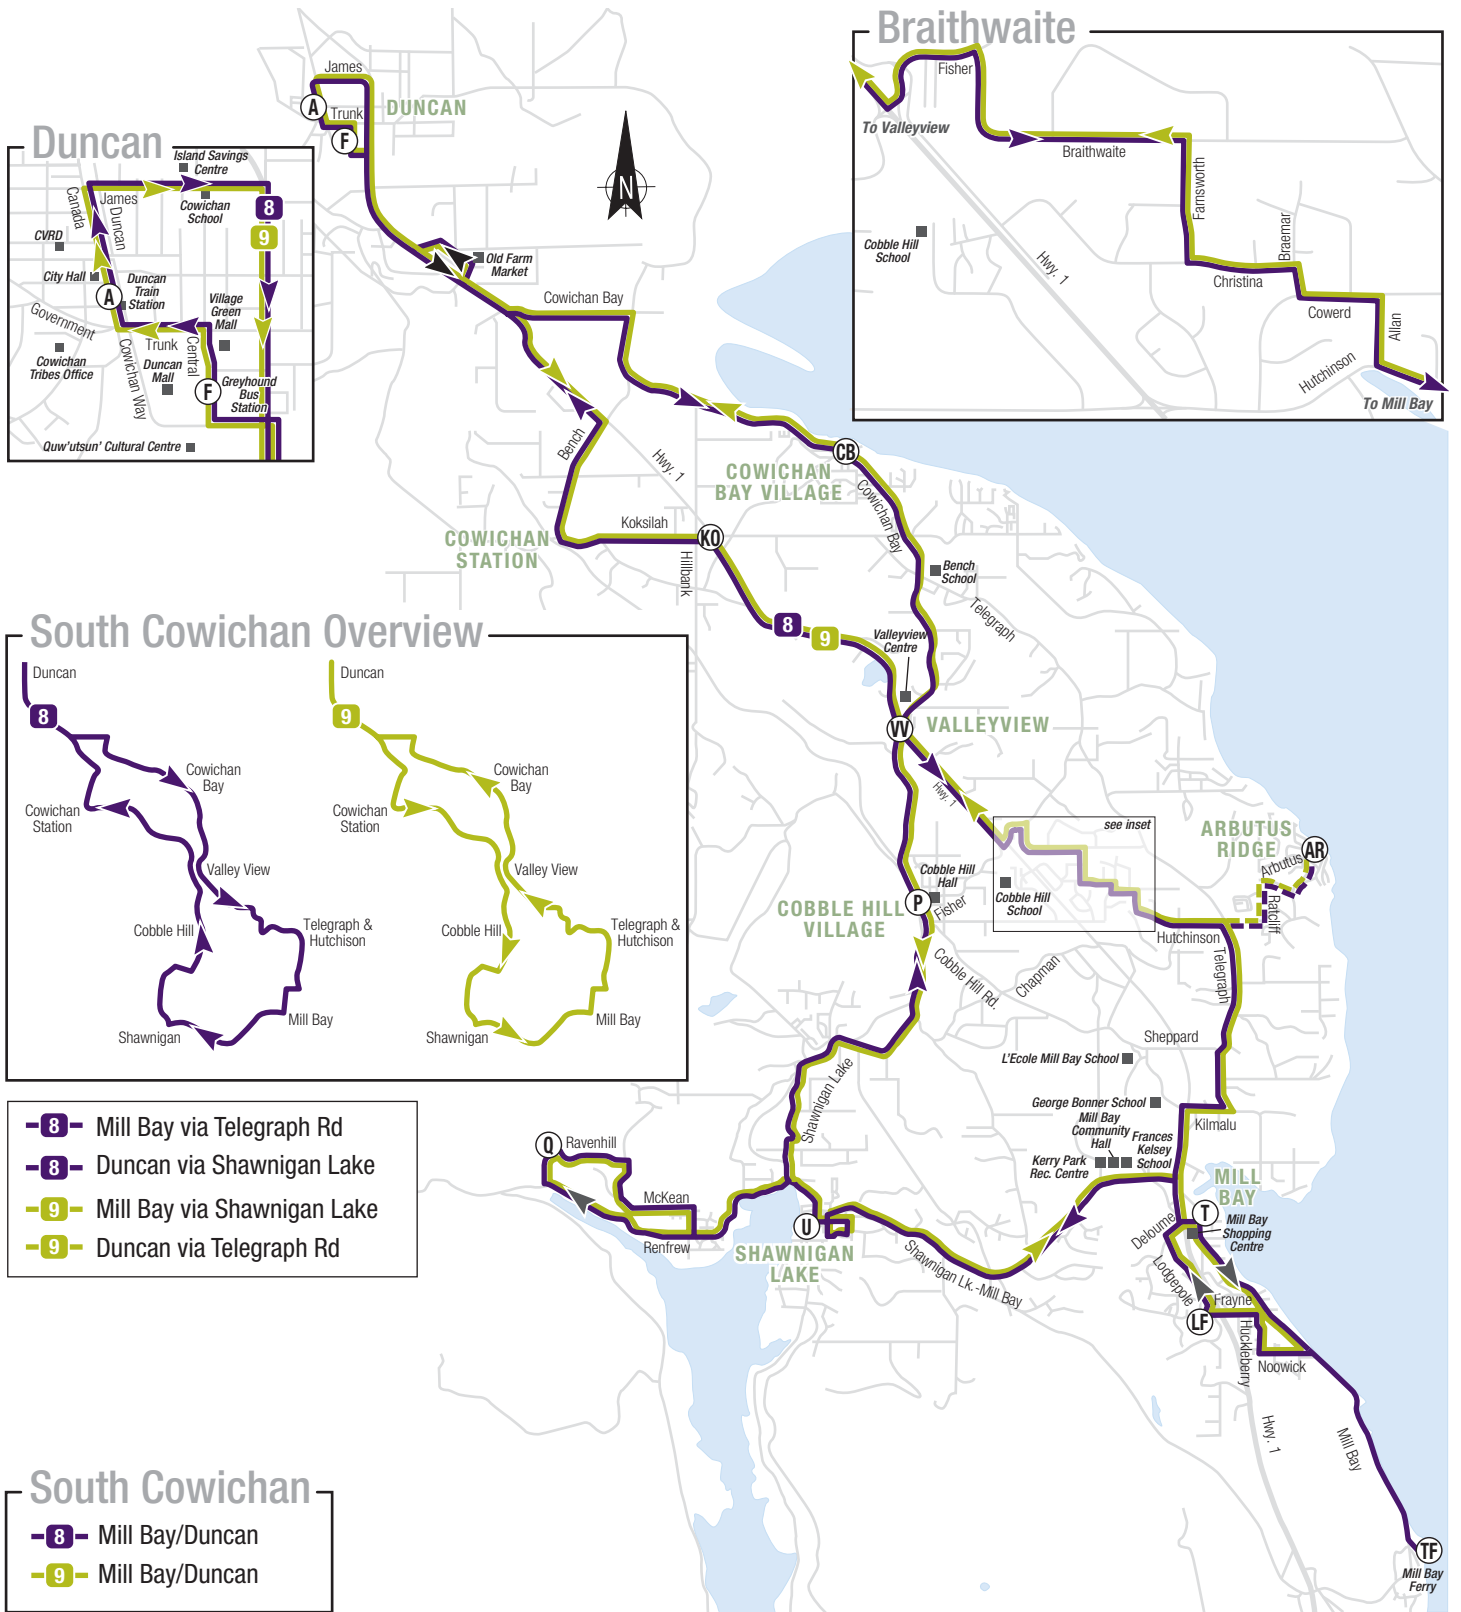 Braithwaite
Fisher
To Valleyview
Braithwaite
Farnsworth
Cobble Hill
School
Hwy. 1
Braemar
Christina
Cowerd
Allan
Hutchinson
To Mill Bay
James
A
Trunk
F
DUNCAN
N
Old Farm
Market
Duncan
Island Savings
Centre
Canada
James
Duncan
Cowichan
School
8
9
CVRD
City Hall
A
Duncan
Train
Station
Village
Green
Mall
Government
Trunk
Central
Cowichan
Tribes Office
Cowichan Way
Duncan
Mall
F
Greyhound
Bus
Station
Quw'utsun' Cultural Centre
Cowichan Bay
Bench
Hwy. 1
COWICHAN
BAY VILLAGE
CB
Cowichan Bay
COWICHAN
STATION
Koksilah
KO
Hillbank
Bench
School
Telegraph
8
9
Valleyview
Centre
VV
VALLEYVIEW
Hwy. 1
see inset
Cobble Hill
School
ARBUTUS
RIDGE
AR
Arbutus
Ratcliff
Cobble Hill
Hall
P
Fisher
COBBLE HILL
VILLAGE
Cobble Hill Rd.
Chapman
Hutchinson
Telegraph
Sheppard
L'Ecole Mill Bay School
George Bonner School
Mill Bay
Community
Hall
Frances
Kelsey
School
Kerry Park
Rec. Centre
Kilmalu
MILL
BAY
T
Mill Bay
Shopping
Centre
Deloume
Lodgepole
Frayne
LF
Huckleberry
Noowick
Hwy. 1
Mill Bay
TF
Mill Bay
Ferry
Shawnigan Lake
Q
Ravenhill
McKean
Renfrew
U
SHAWNIGAN
LAKE
Shawnigan Lk.-Mill Bay
South Cowichan Overview
Duncan
8
Cowichan
Bay
Cowichan
Station
Valley View
Cobble Hill
Telegraph &
Hutchison
Mill Bay
Shawnigan
Duncan
9
Cowichan
Bay
Cowichan
Station
Valley View
Cobble Hill
Telegraph &
Hutchison
Mill Bay
Shawnigan
8 Mill Bay via Telegraph Rd
8 Duncan via Shawnigan Lake
9 Mill Bay via Shawnigan Lake
9 Duncan via Telegraph Rd
South Cowichan
8 Mill Bay/Duncan
9 Mill Bay/Duncan